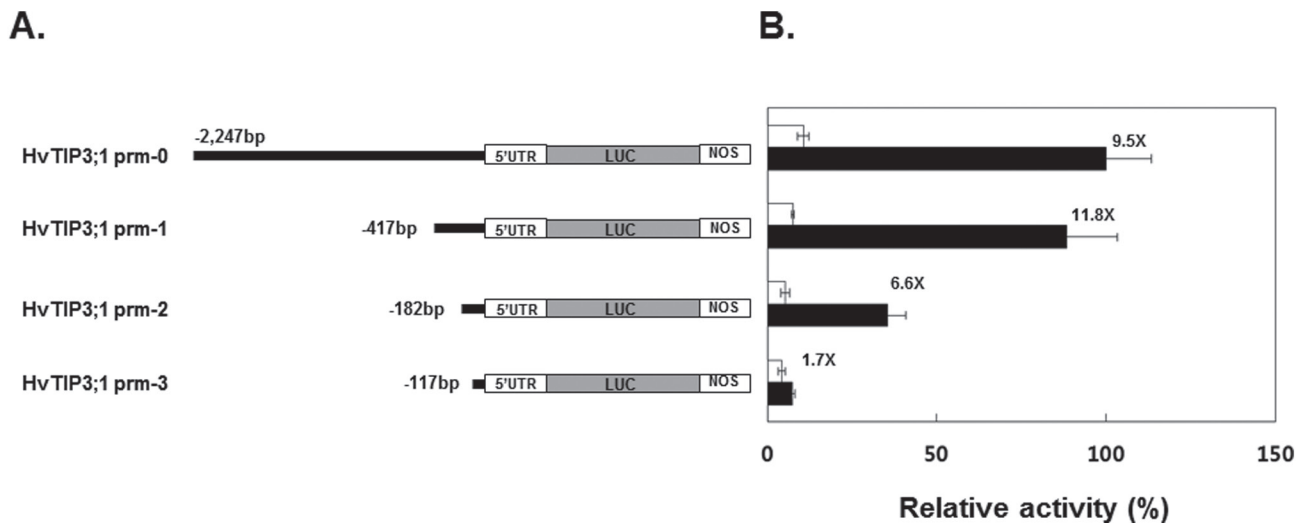 A.
B.
HvTIP3;1 prm-0
-2,247bp
5'UTR
LUC
NOS
9.5X
HvTIP3;1 prm-1
-417bp
5'UTR
LUC
NOS
11.8X
HvTIP3;1 prm-2
-182bp
5'UTR
LUC
NOS
6.6X
HvTIP3;1 prm-3
-117bp
5'UTR
LUC
NOS
1.7X
0 50 100 150
Relative activity (%)